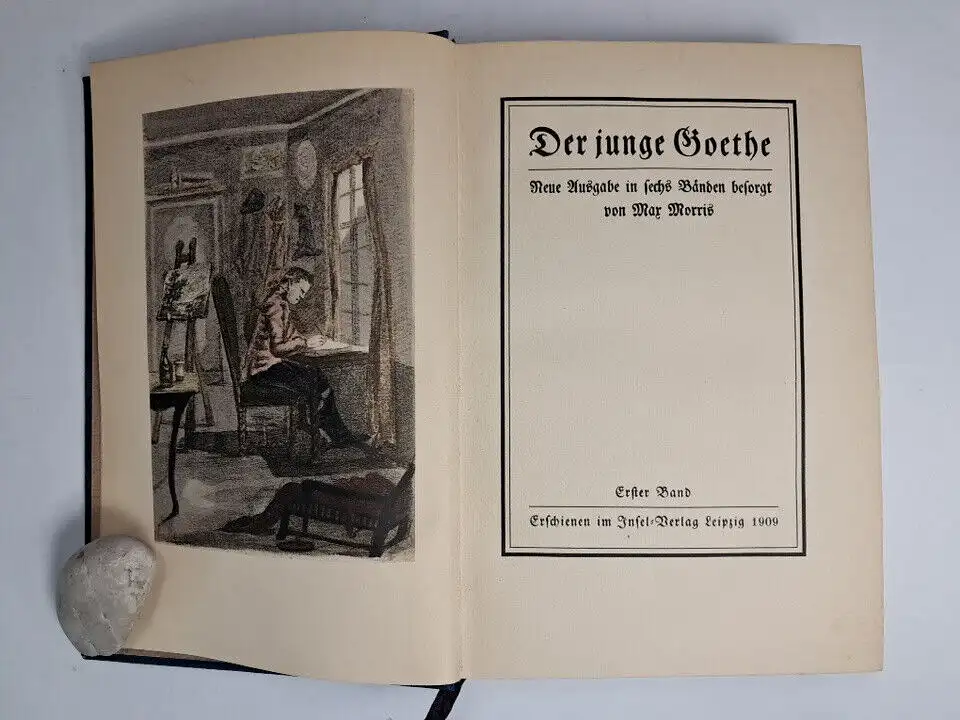 Der junge Goethe
Neue Ausgabe in sechs Bänden besorgt
von Max Morris
Erster Band
Erschienen im Insel-Verlag Leipzig 1909